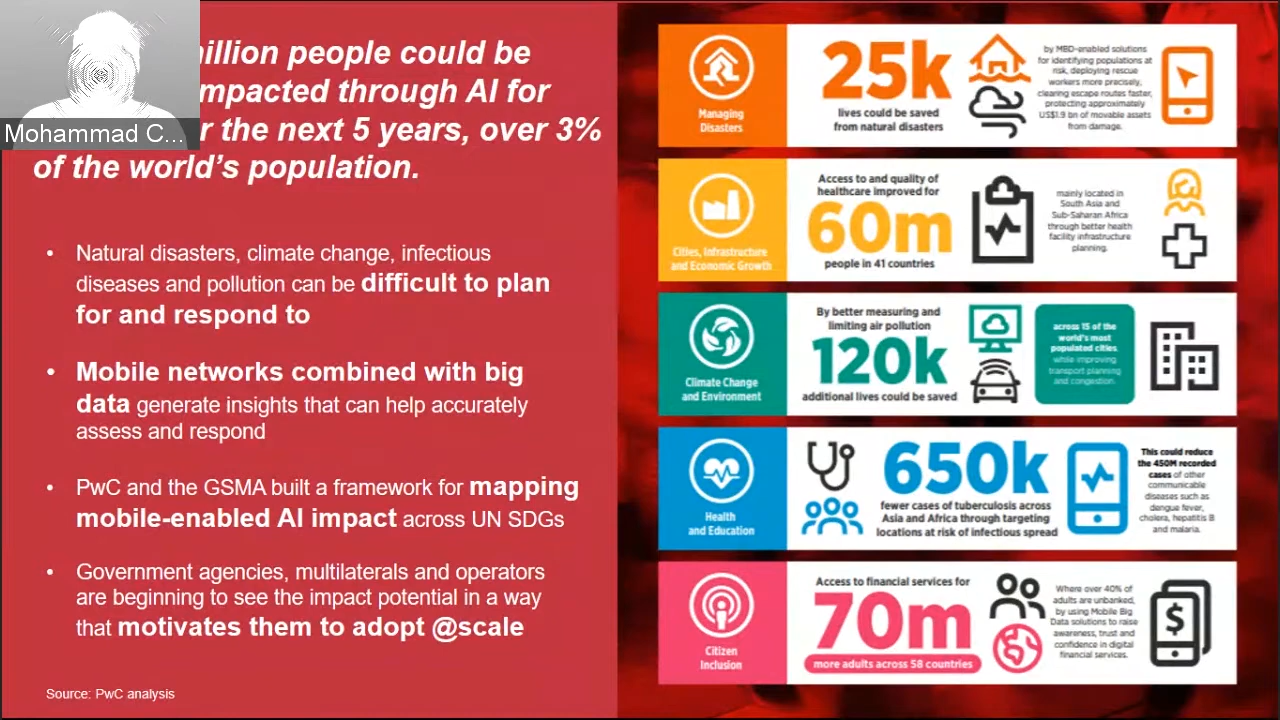 Mohammad C...
illion people could be
mpacted through AI for
r the next 5 years, over 3%
of the world's population.
• Natural disasters, climate change, infectious
diseases and pollution can be difficult to plan
for and respond to
• Mobile networks combined with big
data generate insights that can help accurately
assess and respond
• PwC and the GSMA built a framework for mapping
mobile-enabled AI impact across UN SDGs
• Government agencies, multilaterals and operators
are beginning to see the impact potential in a way
that motivates them to adopt @scale
Source: PwC analysis
Managing
Disasters
25k
lives could be saved
from natural disasters
by MBD-enabled solutions
for identifying populations at
risk, deploying rescue
workers more precisely,
clearing escape routes faster,
protecting approximately
US$1.9 bn of movable assets
from damage.
Cities, Infrastructure
and Economic Growth
Access to and quality of
healthcare improved for
60m
people in 41 countries
mainly located in
South Asia and
Sub-Saharan Africa
through better health
facility infrastructure
planning.
Climate Change
and Environment
By better measuring and
limiting air pollution
120k
additional lives could be saved
across 15 of the
world's most
populated cities
while improving
transport planning
and congestion.
Health
and Education
650k
fewer cases of tuberculosis across
Asia and Africa through targeting
locations at risk of infectious spread
This could reduce
the 450M recorded
cases of other
communicable
diseases such as
dengue fever,
cholera, hepatitis B
and malaria.
Citizen
Inclusion
Access to financial services for
70m
more adults across 58 countries
Where over 40% of
adults are unbanked,
by using Mobile Big
Data solutions to raise
awareness, trust and
confidence in digital
financial services.
$